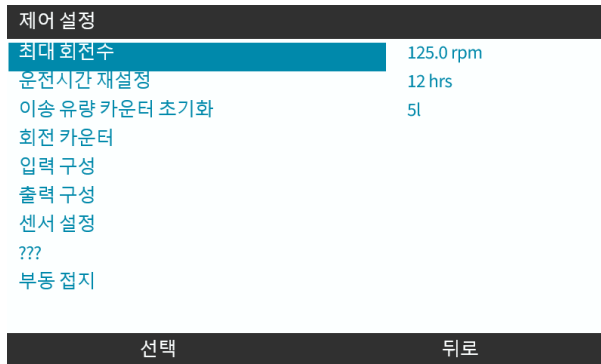 제어 설정
최대 회전수 125.0 rpm
운전시간 재설정 12 hrs
이송 유량 카운터 초기화 5l
회전 카운터
입력 구성
출력 구성
센서 설정
???
부동 접지
선택 뒤로